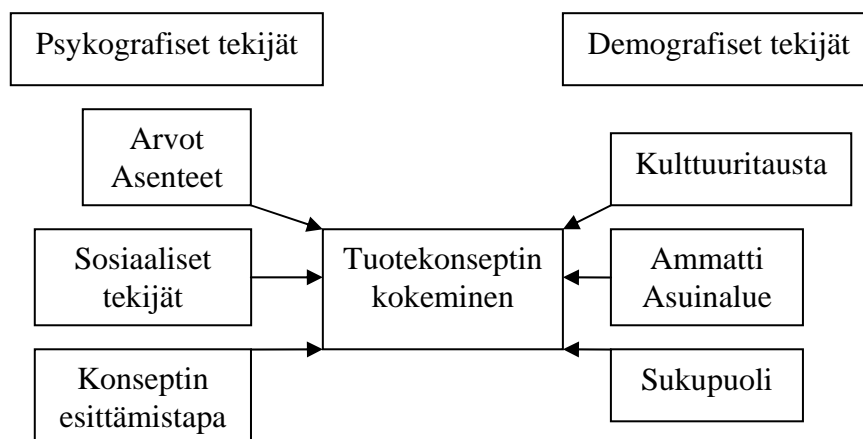 Psykografiset tekijät
Demografiset tekijät
Arvot
Asenteet
Kulttuuritausta
Sosiaaliset
tekijät
Tuotekonseptin
kokeminen
Ammatti
Asuinalue
Konseptin
esittämistapa
Sukupuoli